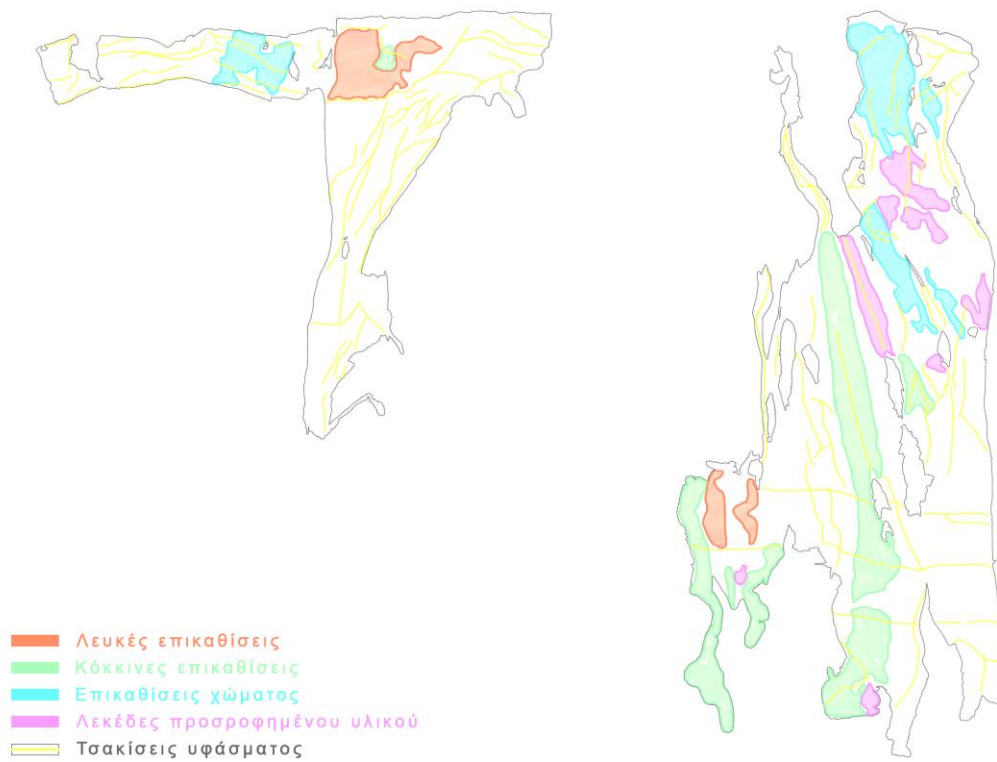 Λευκές επικαθίσεις
Κόκκινες επικαθίσεις
Επικαθίσεις χώματος
Λεκέδες προσροφημένου υλικού
Τσακίσεις υφάσματος